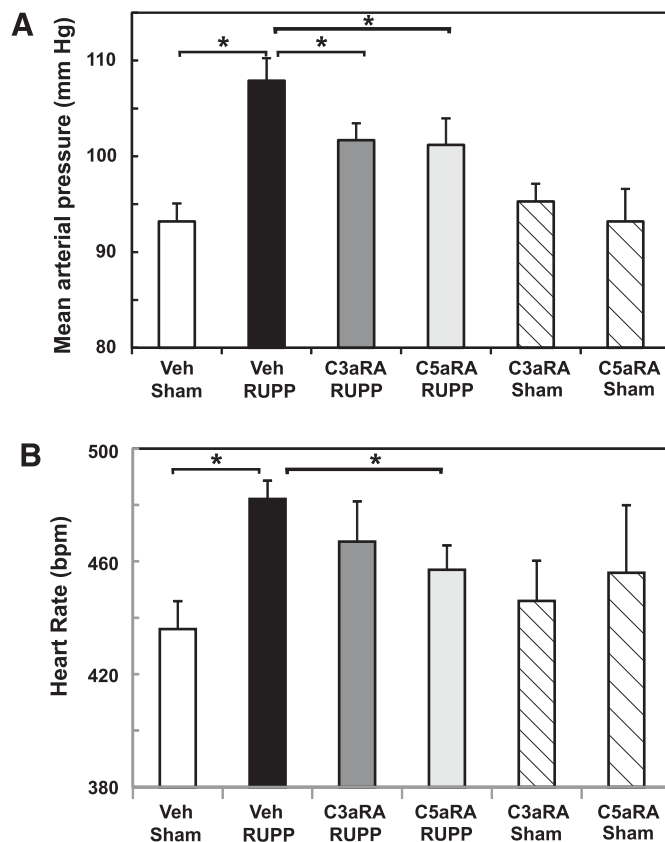 A
Mean arterial pressure (mm Hg)
110
100
90
80
*
*
*
Veh Veh C3aRA C5aRA C3aRA C5aRA
Sham RUPP RUPP RUPP Sham Sham
B
Heart Rate (bpm)
500
460
420
380
*
*
Veh Veh C3aRA C5aRA C3aRA C5aRA
Sham RUPP RUPP RUPP Sham Sham